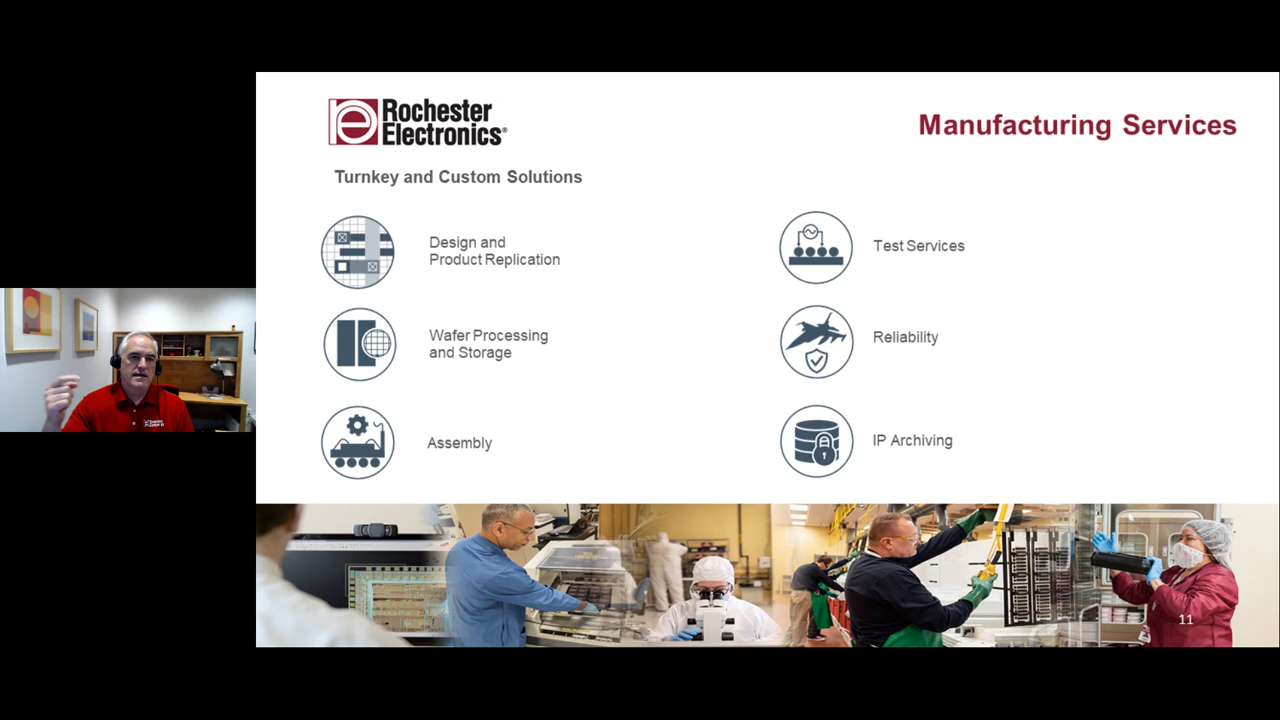 Rochester
Electronics®
Manufacturing Services
Turnkey and Custom Solutions
Design and
Product Replication
Test Services
Wafer Processing
and Storage
Reliability
Assembly
IP Archiving
11